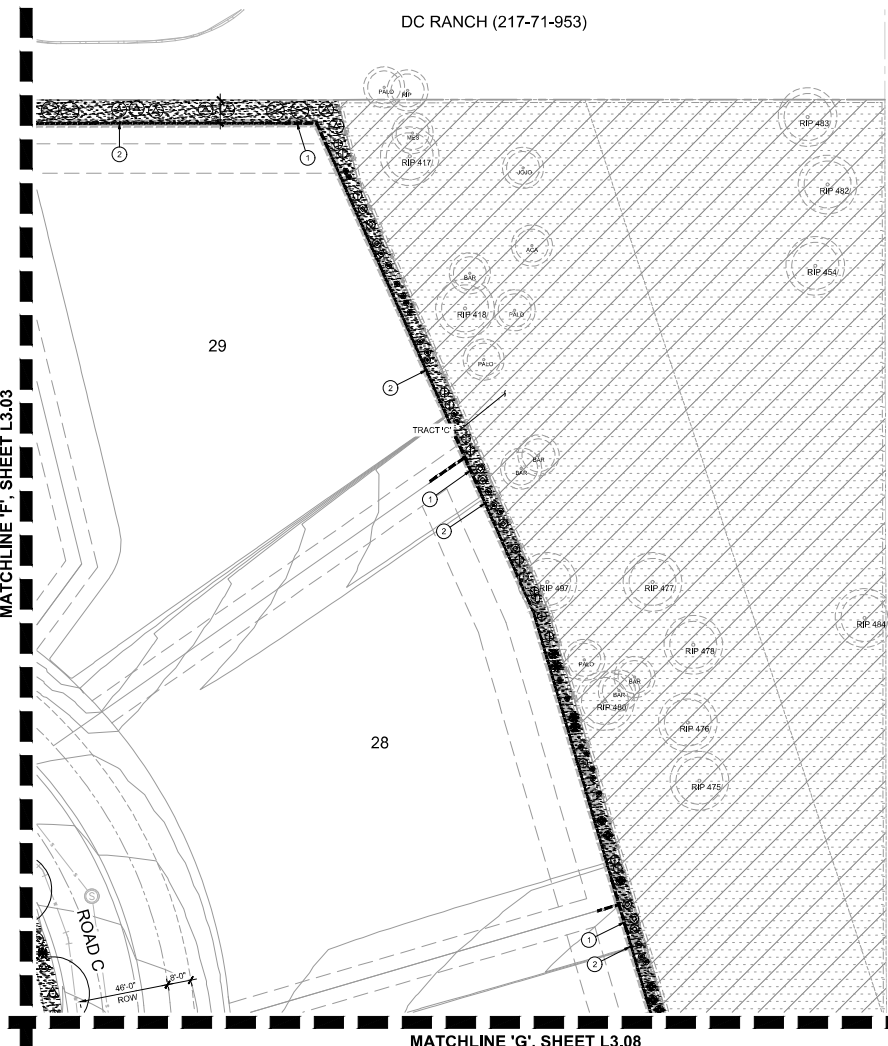 DC RANCH (217-71-953)
PALO
RIP
MES
RIP 417
RIP 483
2
1
JOJO
RIP 482
ACA
RIP 454
BAR
RIP 418
PALO
29
PALO
2
MATCHLINE 'F', SHEET L3.03
TRACT 'C'
BAR
BAR
1
2
RIP 497
RIP 477
RIP 484
RIP 478
PALO
BAR
BAR
RIP 480
RIP 476
28
RIP 475
S
ROAD C
1
2
46'-0"
ROW
8'-0"
MATCHLINE 'G', SHEET L3.08